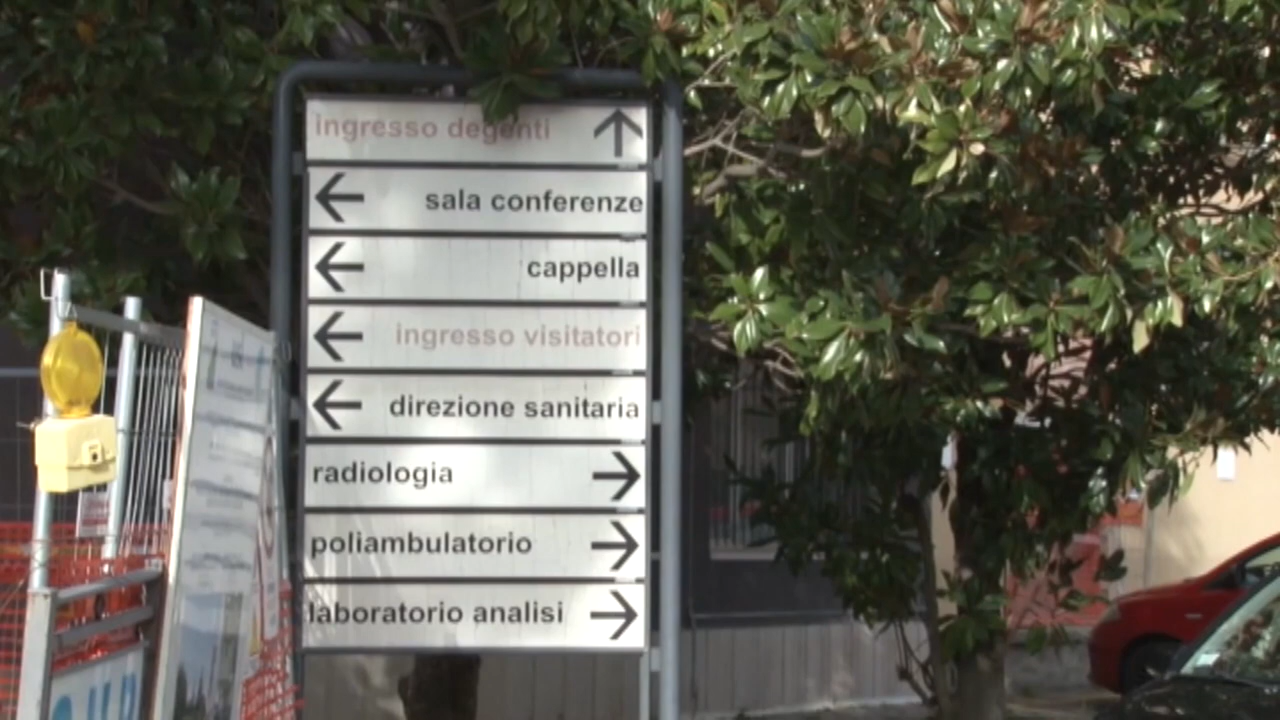 ingresso degenti
sala conferenze
cappella
ingresso visitatori
direzione sanitaria
radiologia
poliambulatorio
laboratorio analisi